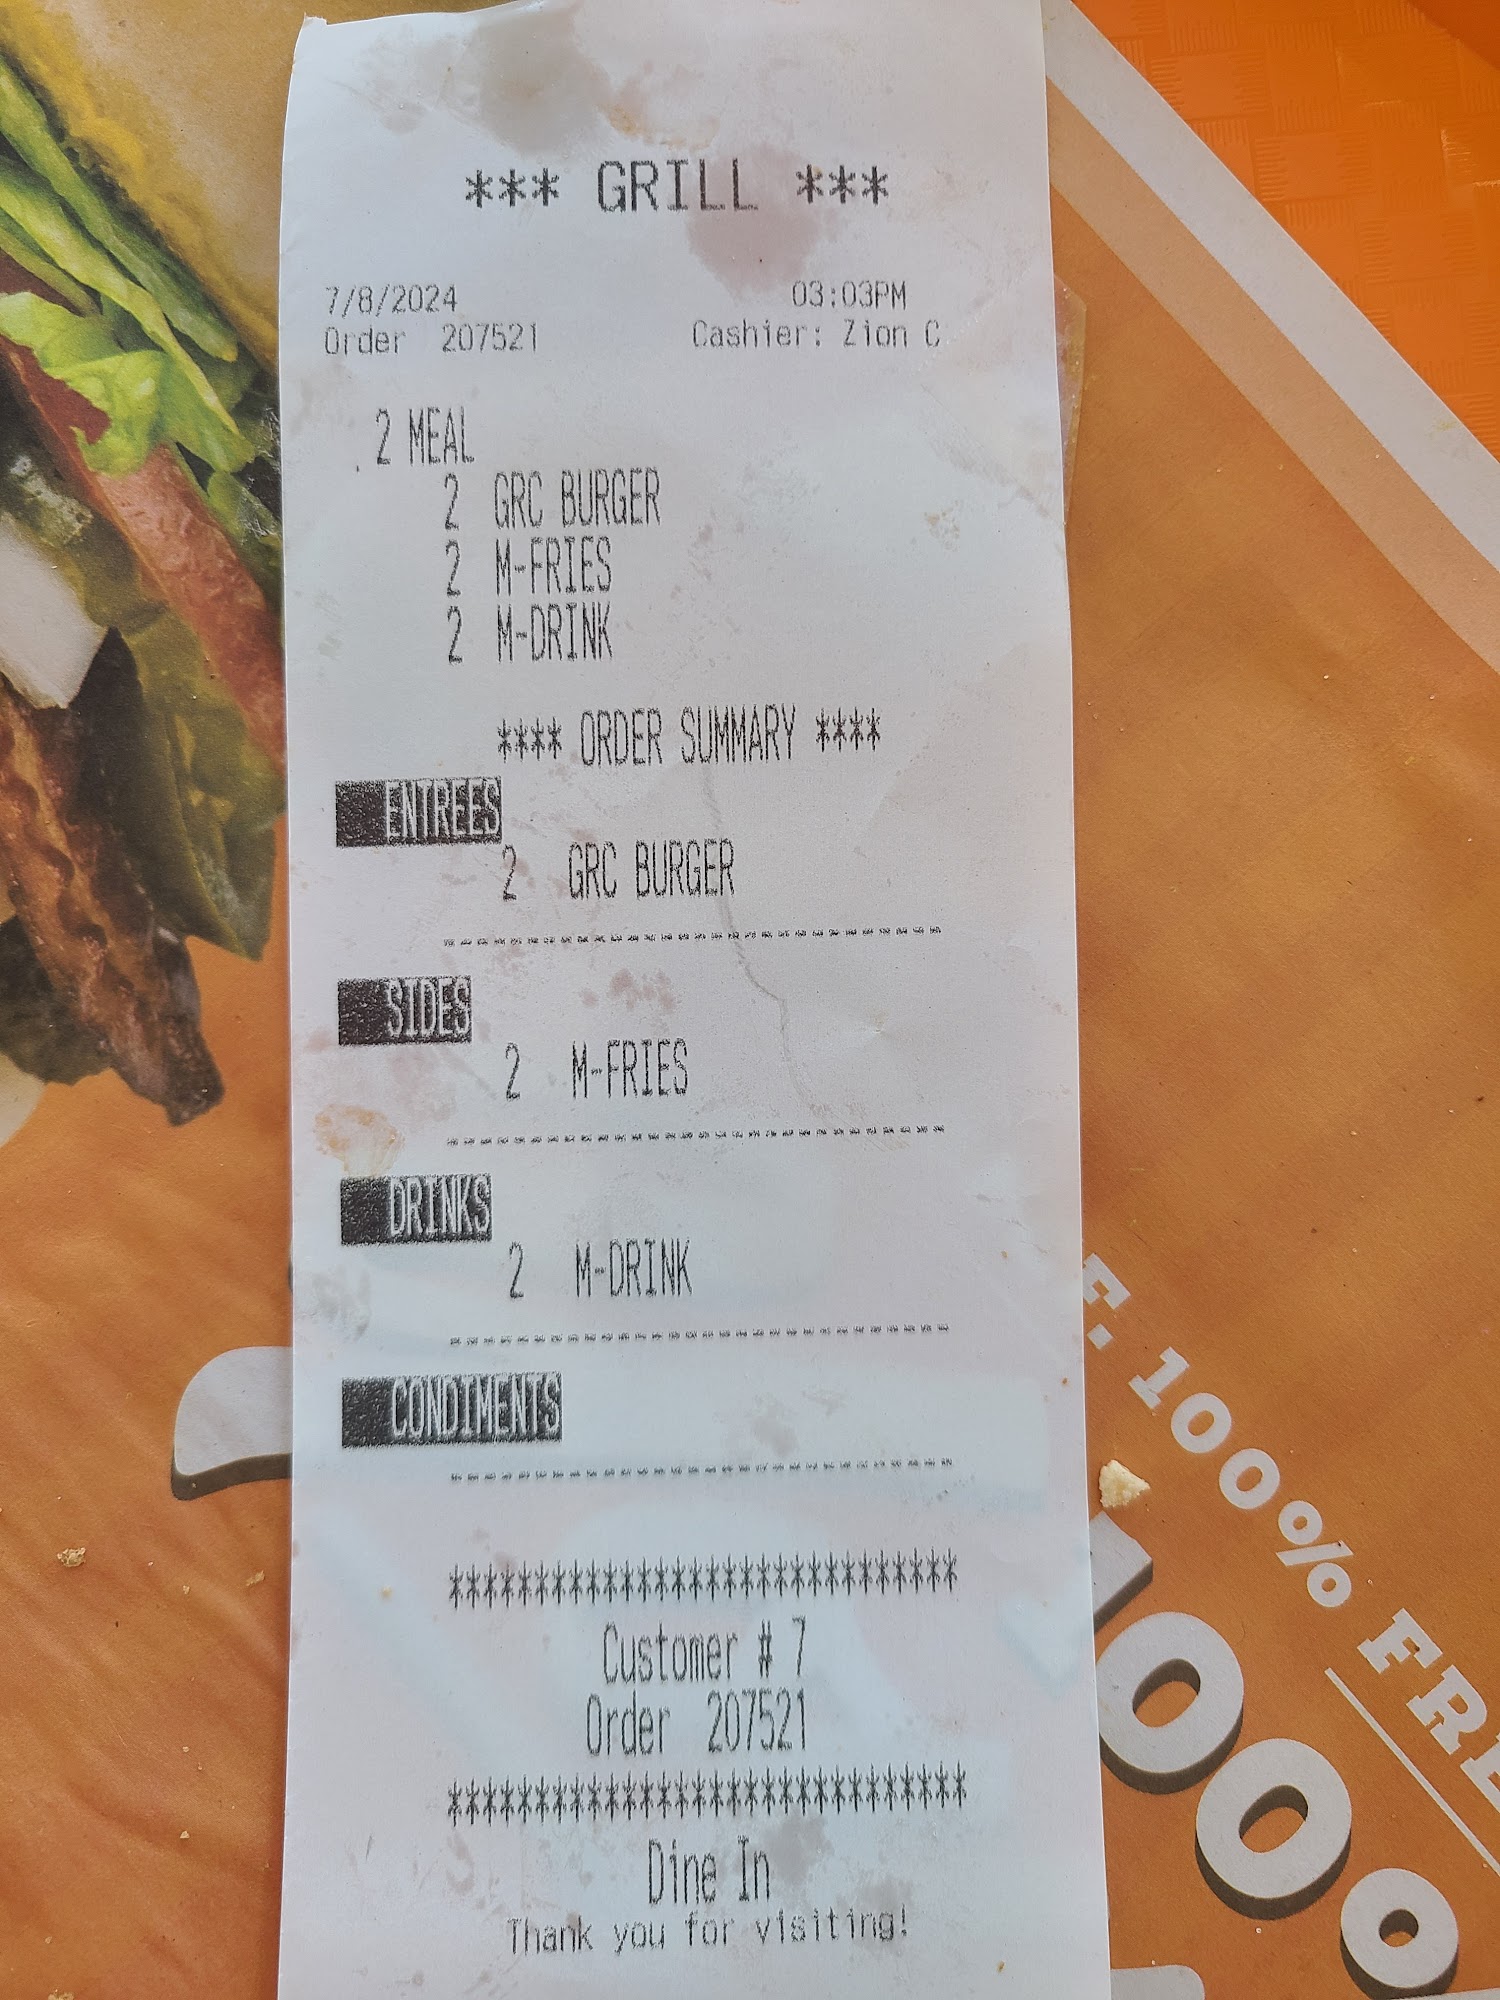 *** GRILL ***
7/8/2024 03:03PM
Order 207521 Cashier: Zion C
2 MEAL
2 GRC BURGER
2 M-FRIES
2 M-DRINK
**** ORDER SUMMARY ****
ENTREES
2 GRC BURGER
-----------------------------
SIDES
2 M-FRIES
-----------------------------
DRINKS
2 M-DRINK
-----------------------------
CONDIMENTS
-----------------------------
******************************
Customer # 7
Order 207521
******************************
Dine In
Thank you for visiting!
F. 100% FRE